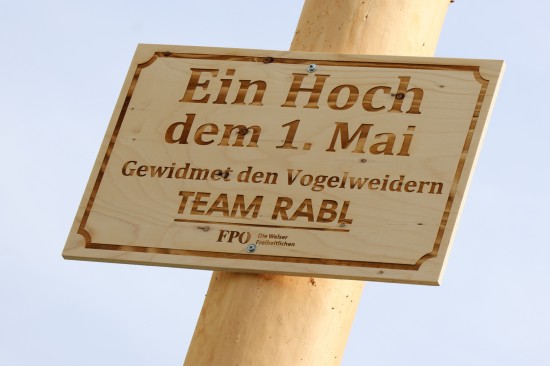 Ein Hoch
dem 1. Mai
Gewidmet den Vogelweidern
TEAM RABL
FPÖ Die Welser
Freiheitlichen